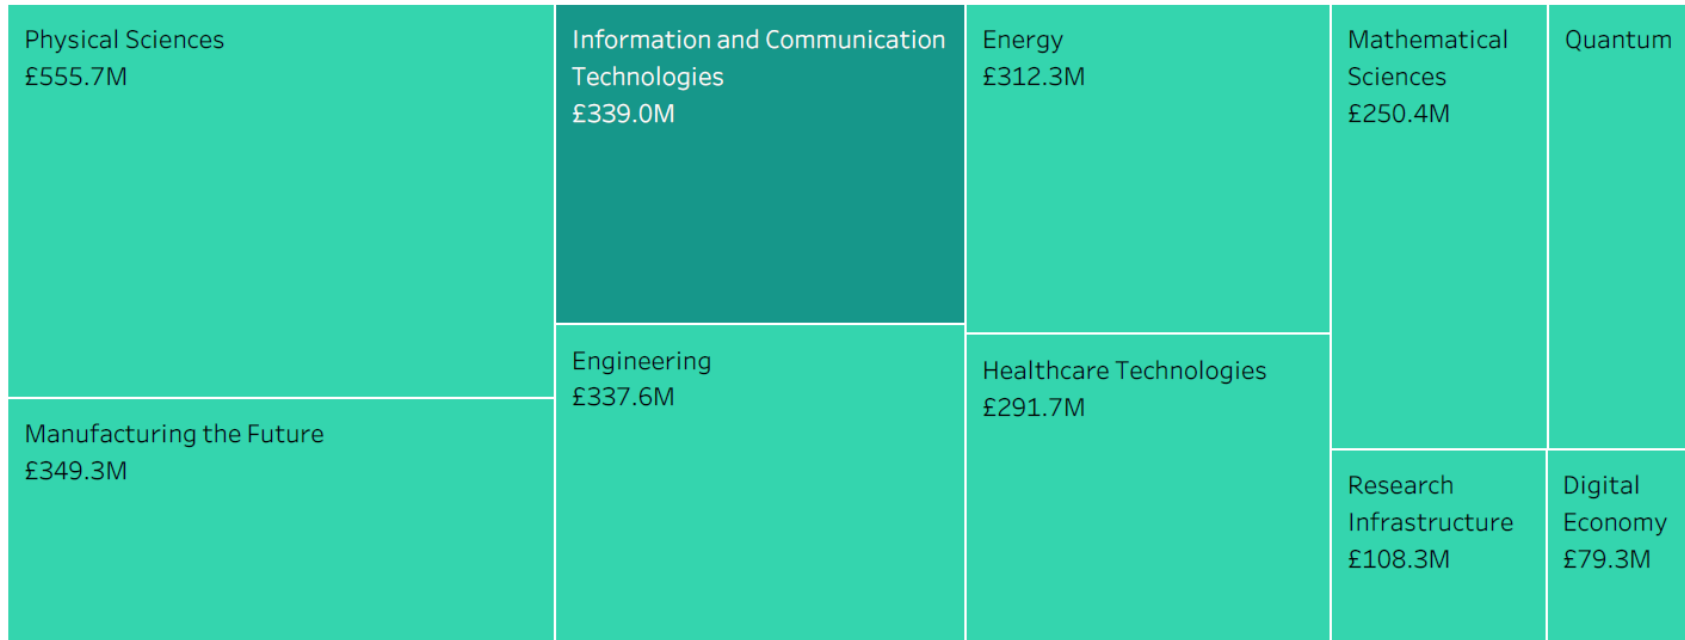 Physical Sciences
£555.7M
Manufacturing the Future
£349.3M
Information and Communication
Technologies
£339.0M
Engineering
£337.6M
Energy
£312.3M
Healthcare Technologies
£291.7M
Mathematical
Sciences
£250.4M
Quantum
Research
Infrastructure
£108.3M
Digital
Economy
£79.3M